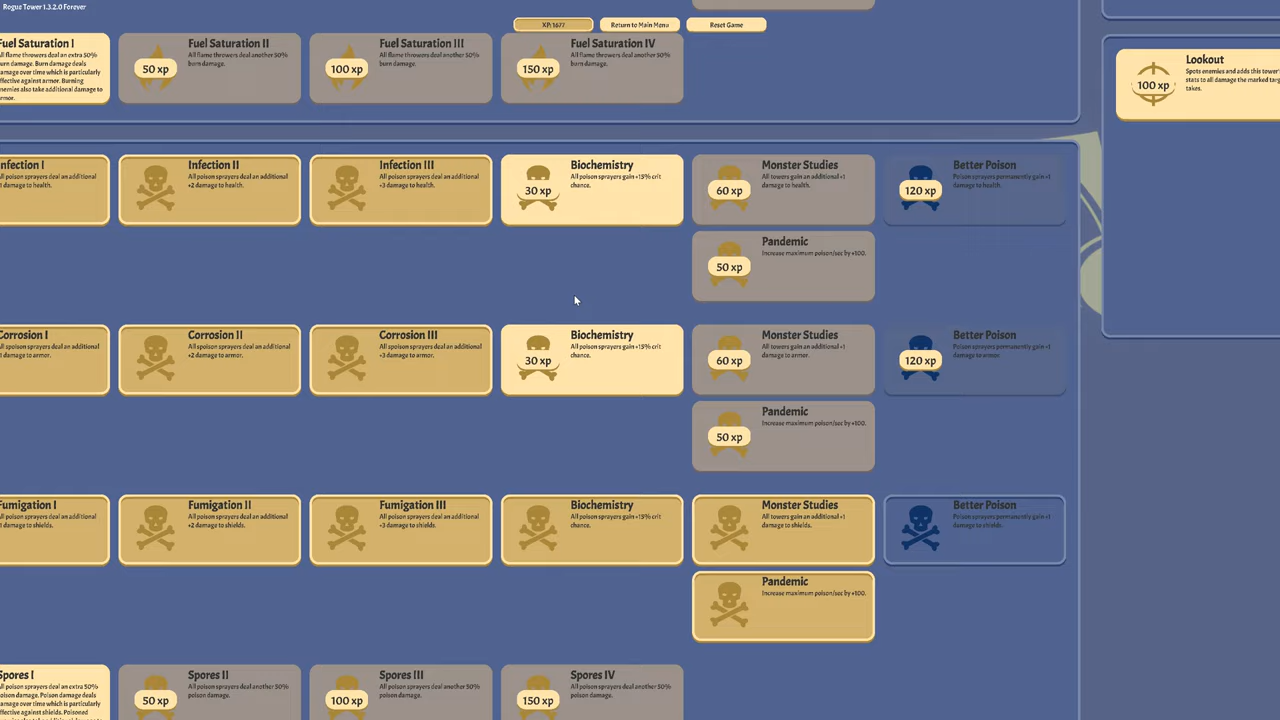 Rogue Tower 1.3.2.0 Forever
XP: 1677
Return to Main Menu
Reset Game
Fuel Saturation I
All flame throwers deal an extra 50%
burn damage. Burn damage deals
damage over time which is particularly
effective against armor. Burning
enemies also take additional damage to
armor.
50 xp
Fuel Saturation II
All flame throwers deal another 50%
burn damage.
100 xp
Fuel Saturation III
All flame throwers deal another 50%
burn damage.
150 xp
Fuel Saturation IV
All flame throwers deal another 50%
burn damage.
100 xp
Lookout
Spots enemies and adds this tower's
stats to all damage the marked
takes.
Infection I
All poison sprayers deal an additional
damage to health.
Infection II
All poison sprayers deal an additional
+2 damage to health.
Infection III
All poison sprayers deal an additional
+3 damage to health.
30 xp
Biochemistry
All poison sprayers gain +15% crit
chance.
60 xp
Monster Studies
All towers gain an additional +1
damage to health.
120 xp
Better Poison
Poison sprayers permanently gain +1
damage to health.
50 xp
Pandemic
Increase maximum poison/sec by +100.
Corrosion I
All spoison sprayers deal an additional
damage to armor.
Corrosion II
All poison sprayers deal an additional
+2 damage to armor.
Corrosion III
All poison sprayers deal an additional
+3 damage to armor.
30 xp
Biochemistry
All poison sprayers gain +15% crit
chance.
60 xp
Monster Studies
All towers gain an additional +1
damage to armor.
120 xp
Better Poison
Poison sprayers permanently gain +1
damage to armor.
50 xp
Pandemic
Increase maximum poison/sec by +100.
Fumigation I
All poison sprayers deal an additional
damage to shields.
Fumigation II
All poison sprayers deal an additional
+2 damage to shields.
Fumigation III
All poison sprayers deal an additional
+3 damage to shields.
Biochemistry
All poison sprayers gain +15% crit
chance.
Monster Studies
All towers gain an additional +1
damage to shields.
Better Poison
Poison sprayers permanently gain +1
damage to shields.
Pandemic
Increase maximum poison/sec by +100.
Spores I
All poison sprayers deal an extra 50%
poison damage. Poison damage deals
damage over time which is particularly
effective against shields. Poisoned
50 xp
Spores II
All poison sprayers deal another 50%
poison damage.
100 xp
Spores III
All poison sprayers deal another 50%
poison damage.
150 xp
Spores IV
All poison sprayers deal another 50%
poison damage.